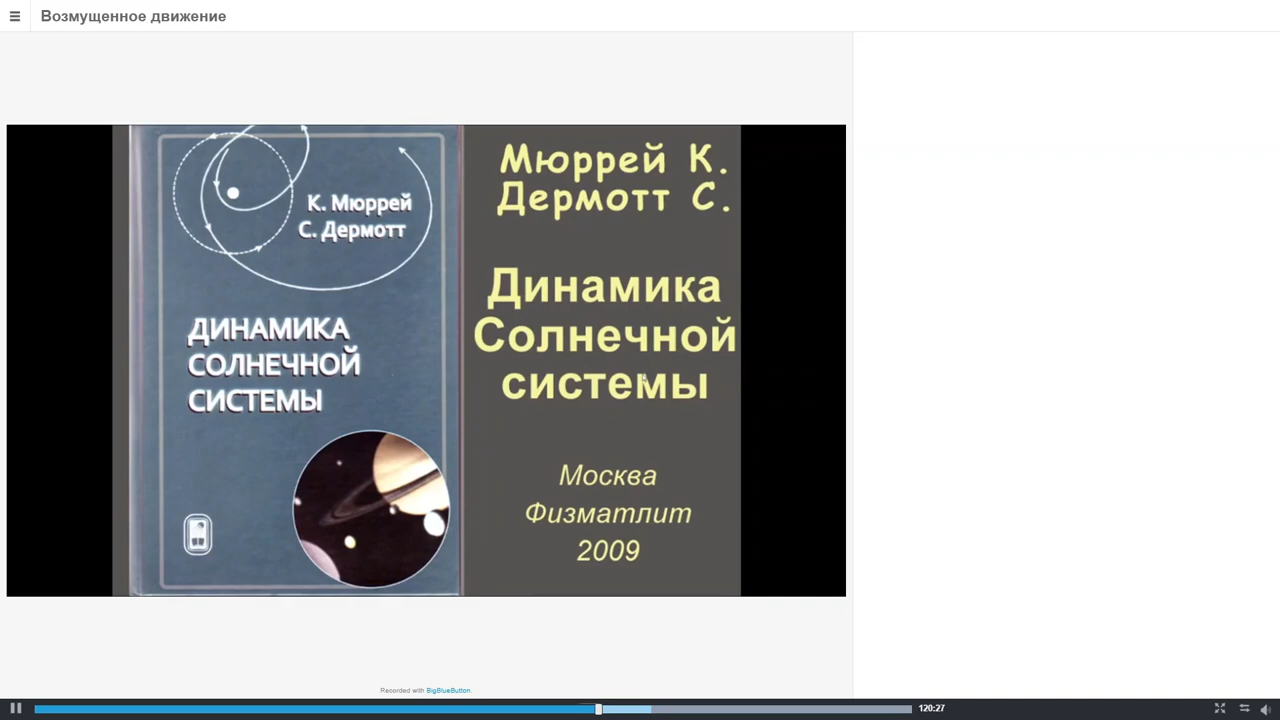 Возмущенное движение
К. Мюррей
С. Дермотт
ДИНАМИКА
СОЛНЕЧНОЙ
СИСТЕМЫ
Мюррей К.
Дермотт С.
Динамика
Солнечной
системы
Москва
Физматлит
2009
Recorded with BigBlueButton.
120:27